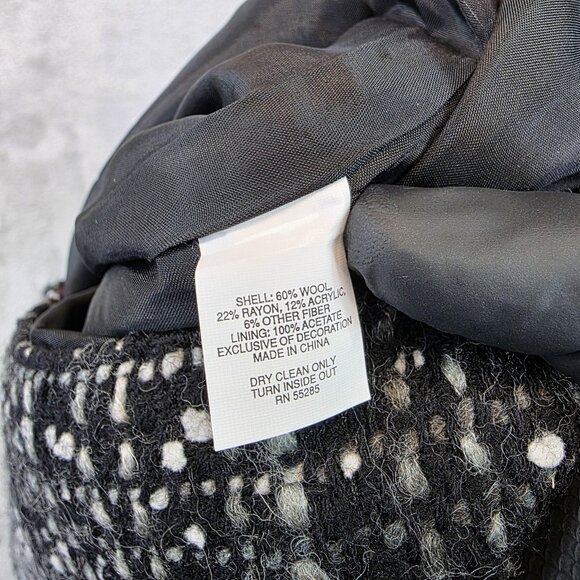 SHELL: 60% WOOL,
22% RAYON, 12% ACRYLIC,
6% OTHER FIBER
LINING: 100% ACETATE
EXCLUSIVE OF DECORATION
MADE IN CHINA
DRY CLEAN ONLY
TURN INSIDE OUT
RN 55285